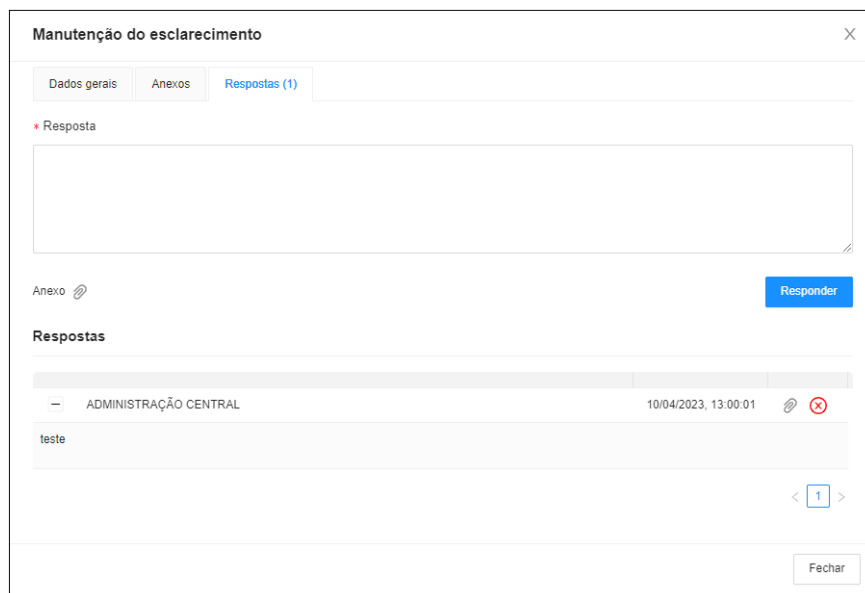 Manutenção do esclarecimento
Dados gerais Anexos Respostas (1)
* Resposta
Anexo Responder
Respostas
ADMINISTRAÇÃO CENTRAL 10/04/2023, 13:00:01
teste
< 1 >
Fechar